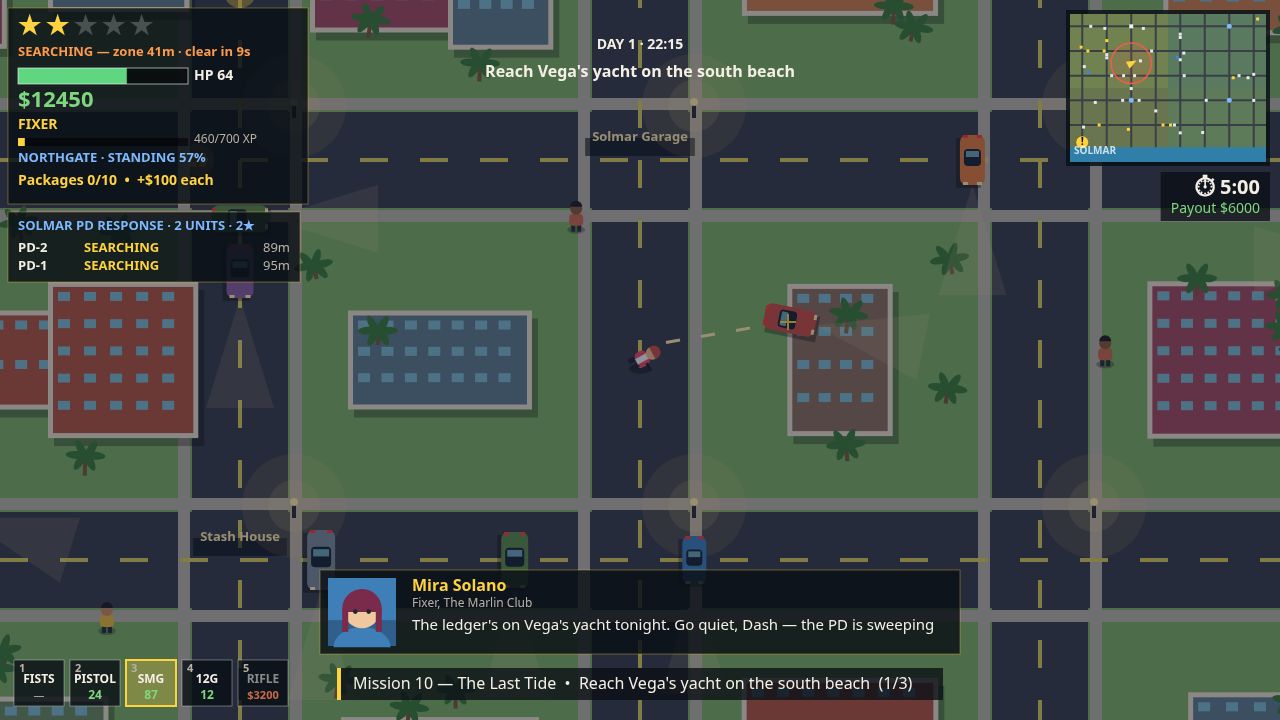 SEARCHING — zone 41m · clear in 9s
HP 64
$12450
FIXER
460/700 XP
NORTHGATE · STANDING 57%
Packages 0/10 • +$100 each
SOLMAR PD RESPONSE · 2 UNITS · 2★
PD-2 SEARCHING 89m
PD-1 SEARCHING 95m
DAY 1 · 22:15
Reach Vega's yacht on the south beach
Solmar Garage
!
SOLMAR
⏱ 5:00
Payout $6000
Stash House
Mira Solano
Fixer, The Marlin Club
The ledger's on Vega's yacht tonight. Go quiet, Dash — the PD is sweeping
Mission 10 — The Last Tide • Reach Vega's yacht on the south beach (1/3)
1 FISTS —
2 PISTOL 24
3 SMG 87
4 12G 12
5 RIFLE $3200